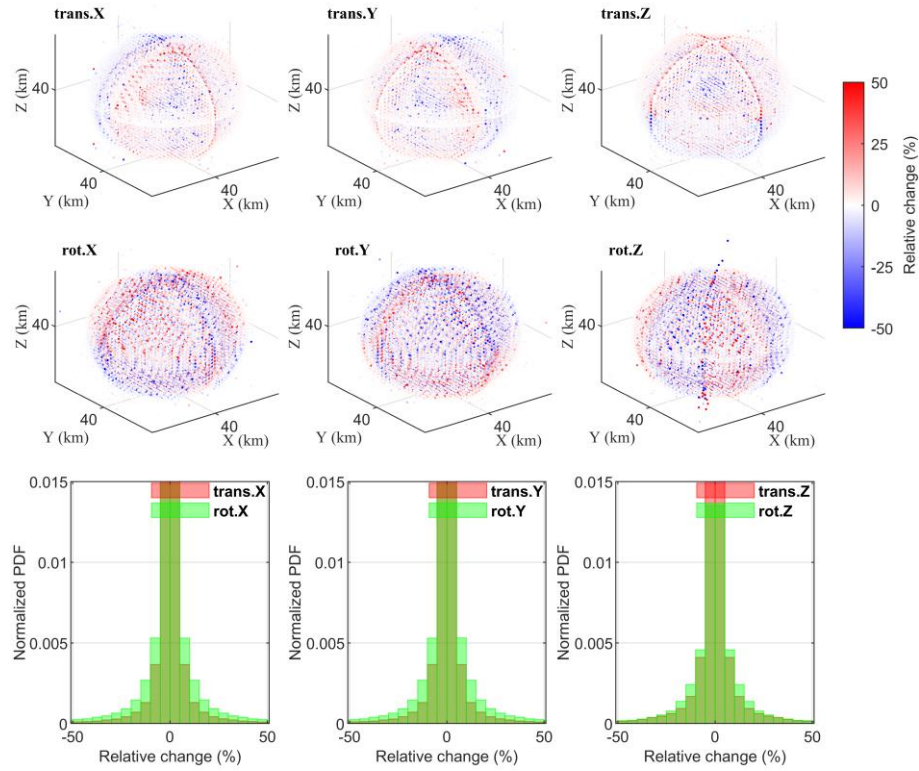 trans.X
trans.Y
trans.Z
Z (km)
40
Y (km)
40
40
X (km)
Z (km)
40
Y (km)
40
40
X (km)
Z (km)
40
Y (km)
40
40
X (km)
50
25
0
-25
-50
Relative change (%)
rot.X
rot.Y
rot.Z
Z (km)
40
Y (km)
40
40
X (km)
Z (km)
40
Y (km)
40
40
X (km)
Z (km)
40
Y (km)
40
40
X (km)
0.015
0.01
0.005
0
Normalized PDF
trans.X
rot.X
-50
0
50
Relative change (%)
0.015
0.01
0.005
0
Normalized PDF
trans.Y
rot.Y
-50
0
50
Relative change (%)
0.015
0.01
0.005
0
Normalized PDF
trans.Z
rot.Z
-50
0
50
Relative change (%)